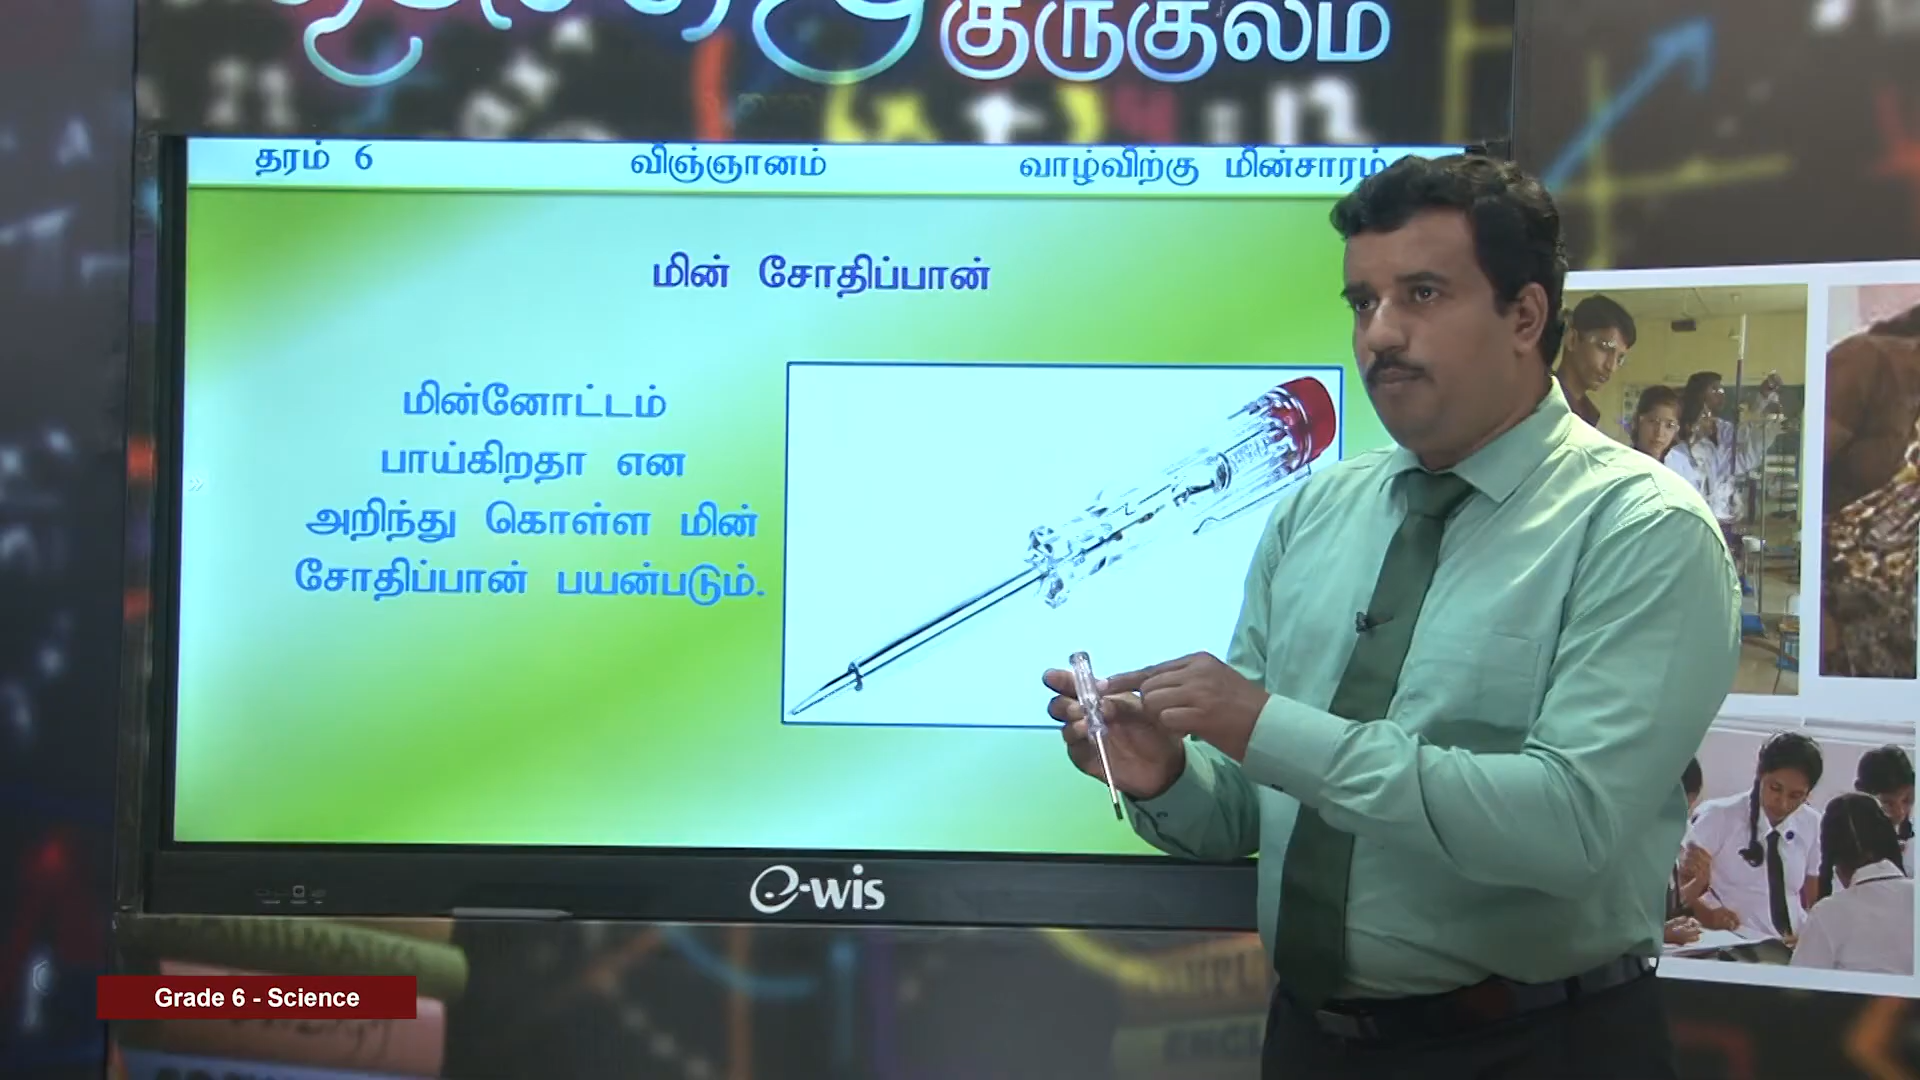 குருகுலம்
தரம் 6 விஞ்ஞானம் வாழ்விற்கு மின்சாரம்
மின் சோதிப்பான்
மின்னோட்டம்
பாய்கிறதா என
அறிந்து கொள்ள மின்
சோதிப்பான் பயன்படும்.
e-wis
Grade 6 - Science